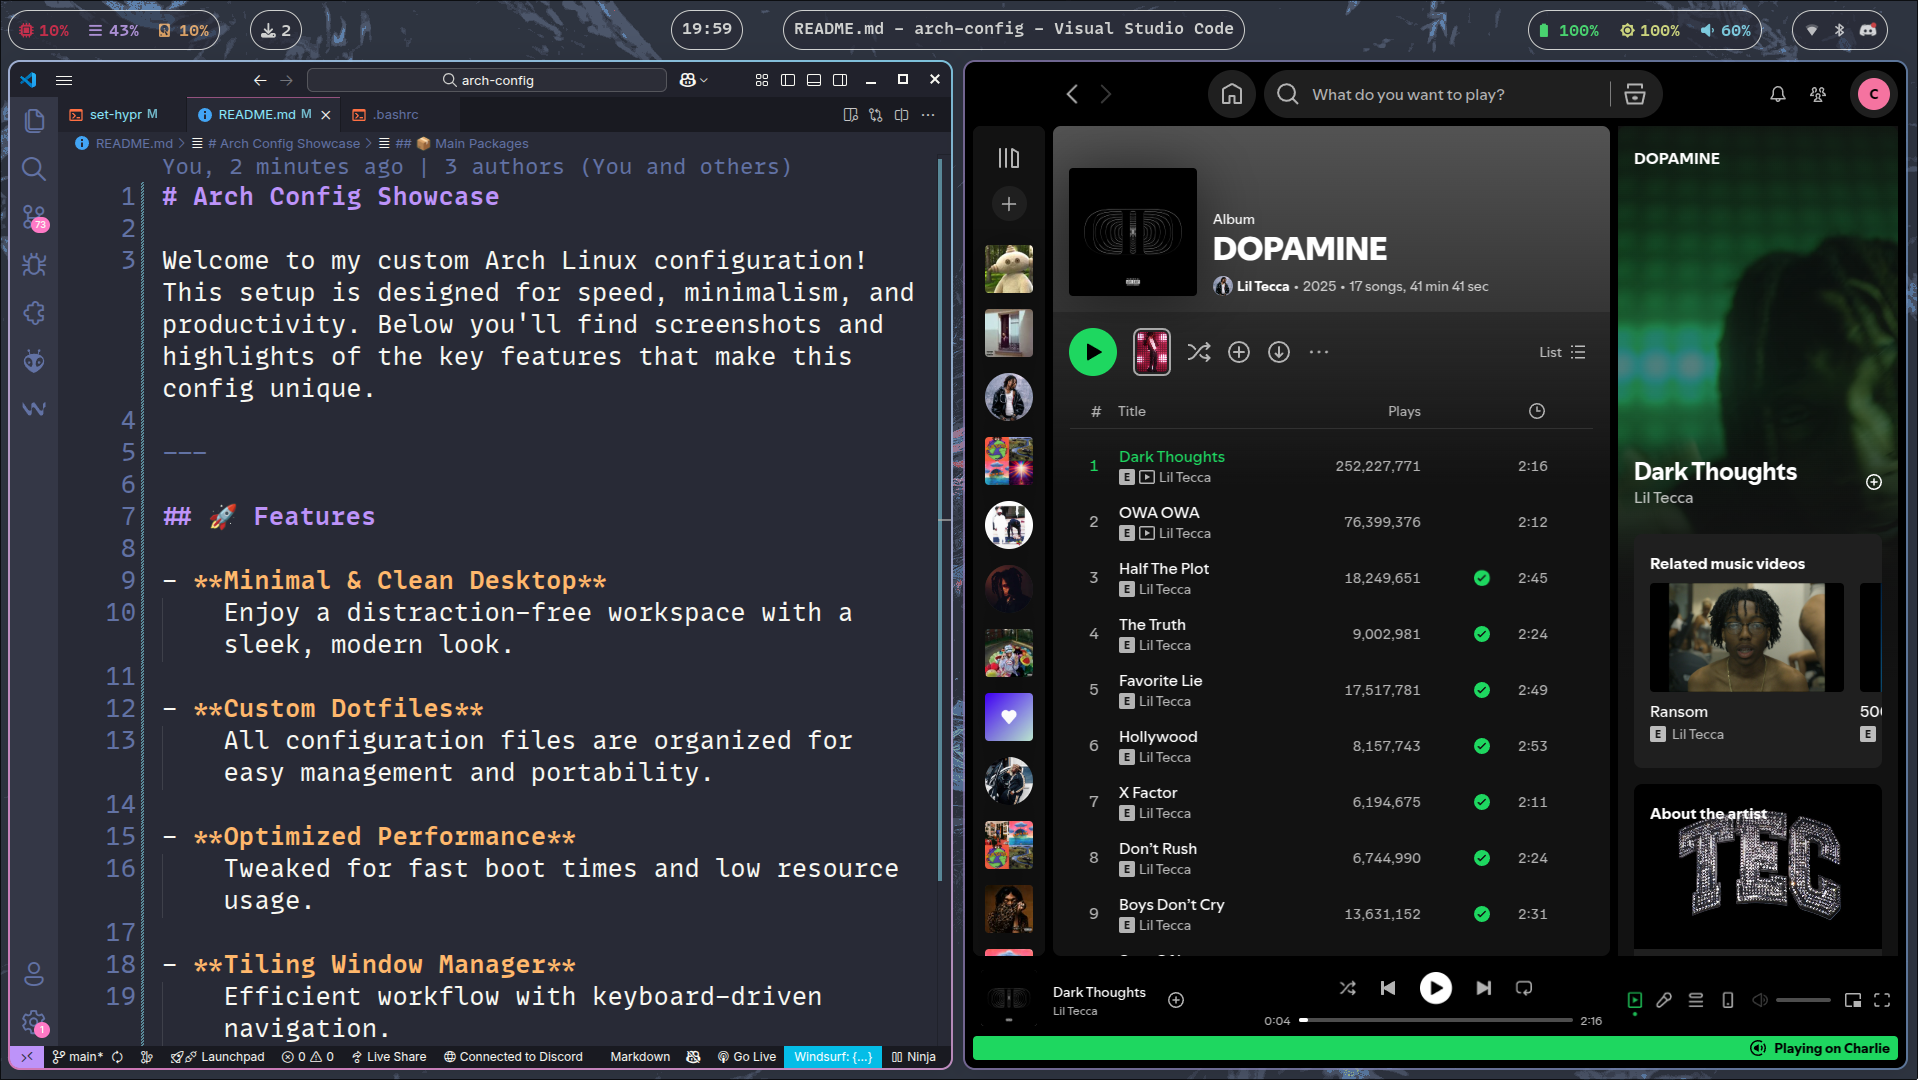 10% 43% 10%
2
19:59
README.md - arch-config - Visual Studio Code
100% 100% 60%
arch-config
set-hypr M
README.md M
.bashrc
README.md > # Arch Config Showcase > ## 📦 Main Packages
You, 2 minutes ago | 3 authors (You and others)
1 # Arch Config Showcase
2
3 Welcome to my custom Arch Linux configuration!
This setup is designed for speed, minimalism, and
productivity. Below you'll find screenshots and
highlights of the key features that make this
config unique.
4
5 ---
6
7 ## 🚀 Features
8
9 - **Minimal & Clean Desktop**
10 Enjoy a distraction-free workspace with a
sleek, modern look.
11
12 - **Custom Dotfiles**
13 All configuration files are organized for
easy management and portability.
14
15 - **Optimized Performance**
16 Tweaked for fast boot times and low resource
usage.
17
18 - **Tiling Window Manager**
19 Efficient workflow with keyboard-driven
navigation.
73
1
main* Launchpad 0 0 Live Share Connected to Discord Markdown Go Live Windsurf: {...} Ninja
What do you want to play?
C
Album
DOPAMINE
Lil Tecca • 2025 • 17 songs, 41 min 41 sec
List
# Title Plays
1 Dark Thoughts 252,227,771 2:16
E Lil Tecca
2 OWA OWA 76,399,376 2:12
E Lil Tecca
3 Half The Plot 18,249,651 2:45
E Lil Tecca
4 The Truth 9,002,981 2:24
E Lil Tecca
5 Favorite Lie 17,517,781 2:49
E Lil Tecca
6 Hollywood 8,157,743 2:53
E Lil Tecca
7 X Factor 6,194,675 2:11
E Lil Tecca
8 Don't Rush 6,744,990 2:24
E Lil Tecca
9 Boys Don't Cry 13,631,152 2:31
E Lil Tecca
DOPAMINE
Dark Thoughts
Lil Tecca
Related music videos
Ransom
E Lil Tecca
E
About the artist
TEC
Dark Thoughts
Lil Tecca
0:04
2:16
Playing on Charlie